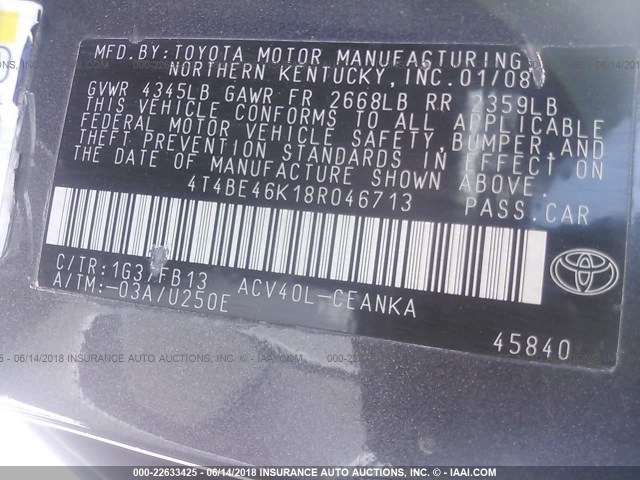 MFD.BY:TOYOTA MOTOR MANUFACTURING,
NORTHERN KENTUCKY,INC.01/08
GVWR 4345LB GAWR FR 2668LB RR 2359LB
THIS VEHICLE CONFORMS TO ALL APPLICABLE
FEDERAL MOTOR VEHICLE SAFETY,BUMPER AND
THEFT PREVENTION STANDARDS IN EFFECT ON
THE DATE OF MANUFACTURE SHOWN ABOVE.
4T4BE46K18R046713 PASS.CAR
C/TR:1G3/FB13 ACV40L-CEANKA
A/TM:-03A/U250E
TOYOTA
45840
000-22633425 - 06/14/2018 INSURANCE AUTO AUCTIONS, INC. - © - IAAI.COM